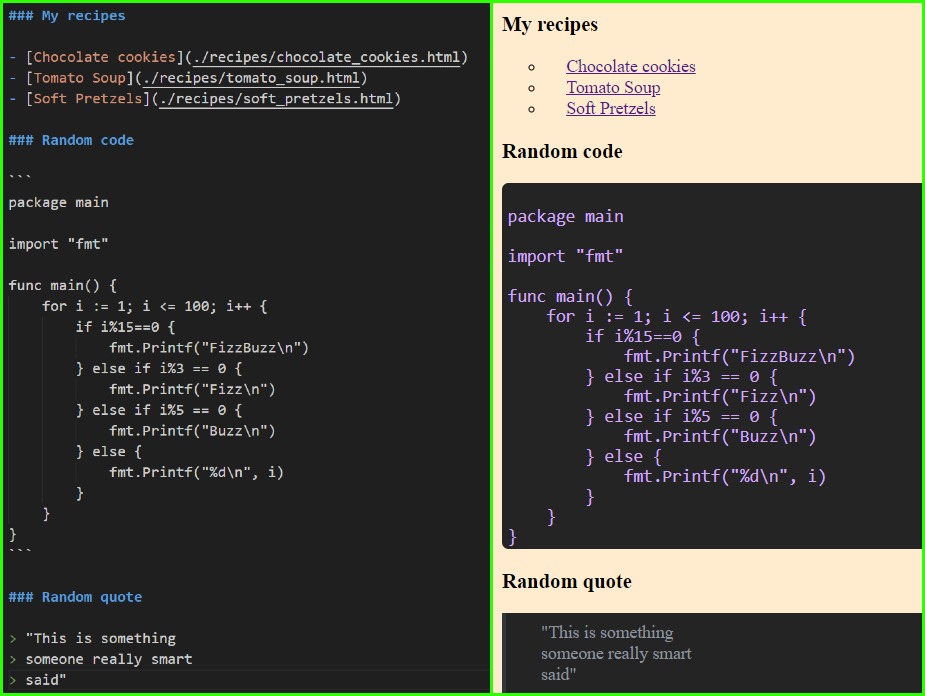 ### My recipes
- [Chocolate cookies](./recipes/chocolate_cookies.html)
- [Tomato Soup](./recipes/tomato_soup.html)
- [Soft Pretzels](./recipes/soft_pretzels.html)
### Random code
```
package main
import "fmt"
func main() {
    for i := 1; i <= 100; i++ {
        if i%15==0 {
            fmt.Printf("FizzBuzz\n")
        } else if i%3 == 0 {
            fmt.Printf("Fizz\n")
        } else if i%5 == 0 {
            fmt.Printf("Buzz\n")
        } else {
            fmt.Printf("%d\n", i)
        }
    }
}
```
### Random quote
> "This is something
> someone really smart
> said"
My recipes
Chocolate cookies
Tomato Soup
Soft Pretzels
Random code
package main
import "fmt"
func main() {
    for i := 1; i <= 100; i++ {
        if i%15==0 {
            fmt.Printf("FizzBuzz\n")
        } else if i%3 == 0 {
            fmt.Printf("Fizz\n")
        } else if i%5 == 0 {
            fmt.Printf("Buzz\n")
        } else {
            fmt.Printf("%d\n", i)
        }
    }
}
Random quote
"This is something
someone really smart
said"